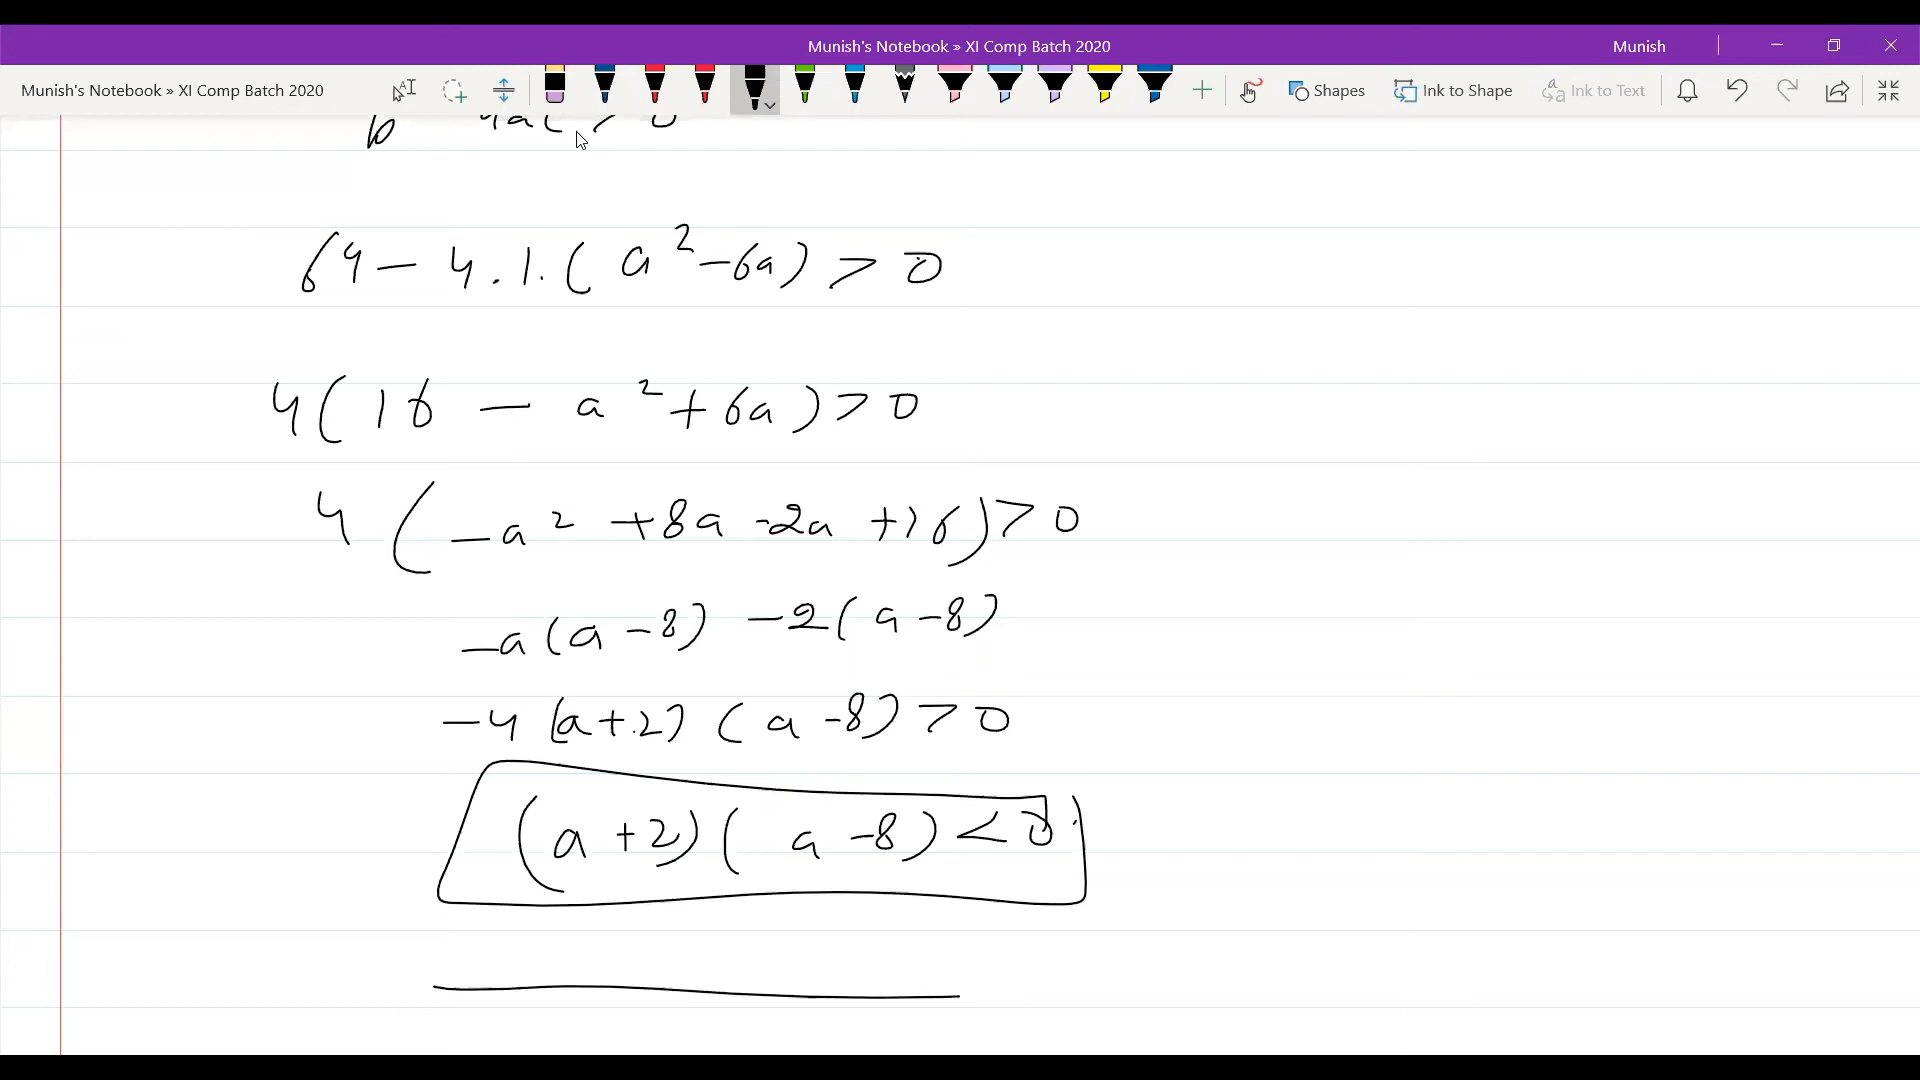 Munish's Notebook » XI Comp Batch 2020
Munish
Munish's Notebook » XI Comp Batch 2020
Shapes
Ink to Shape
Ink to Text
b 4ac > 0
64 - 4.1.(a² - 6a) > 0
4(16 - a² + 6a) > 0
4(-a² + 8a - 2a + 16) > 0
-a(a - 8) - 2(a - 8)
-4(a + 2)(a - 8) > 0
(a + 2)(a - 8) < 0